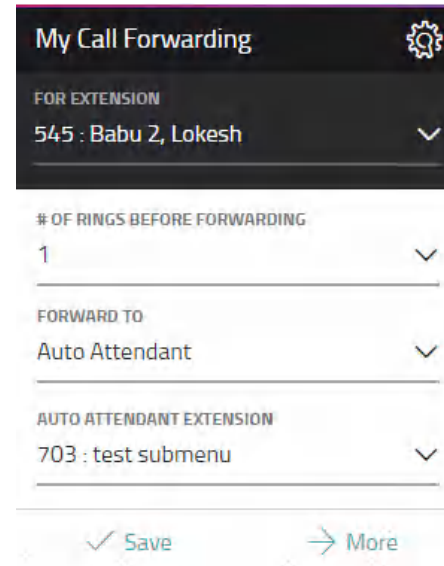 My Call Forwarding
FOR EXTENSION
545 : Babu 2, Lokesh
# OF RINGS BEFORE FORWARDING
1
FORWARD TO
Auto Attendant
AUTO ATTENDANT EXTENSION
703 : test submenu
Save More